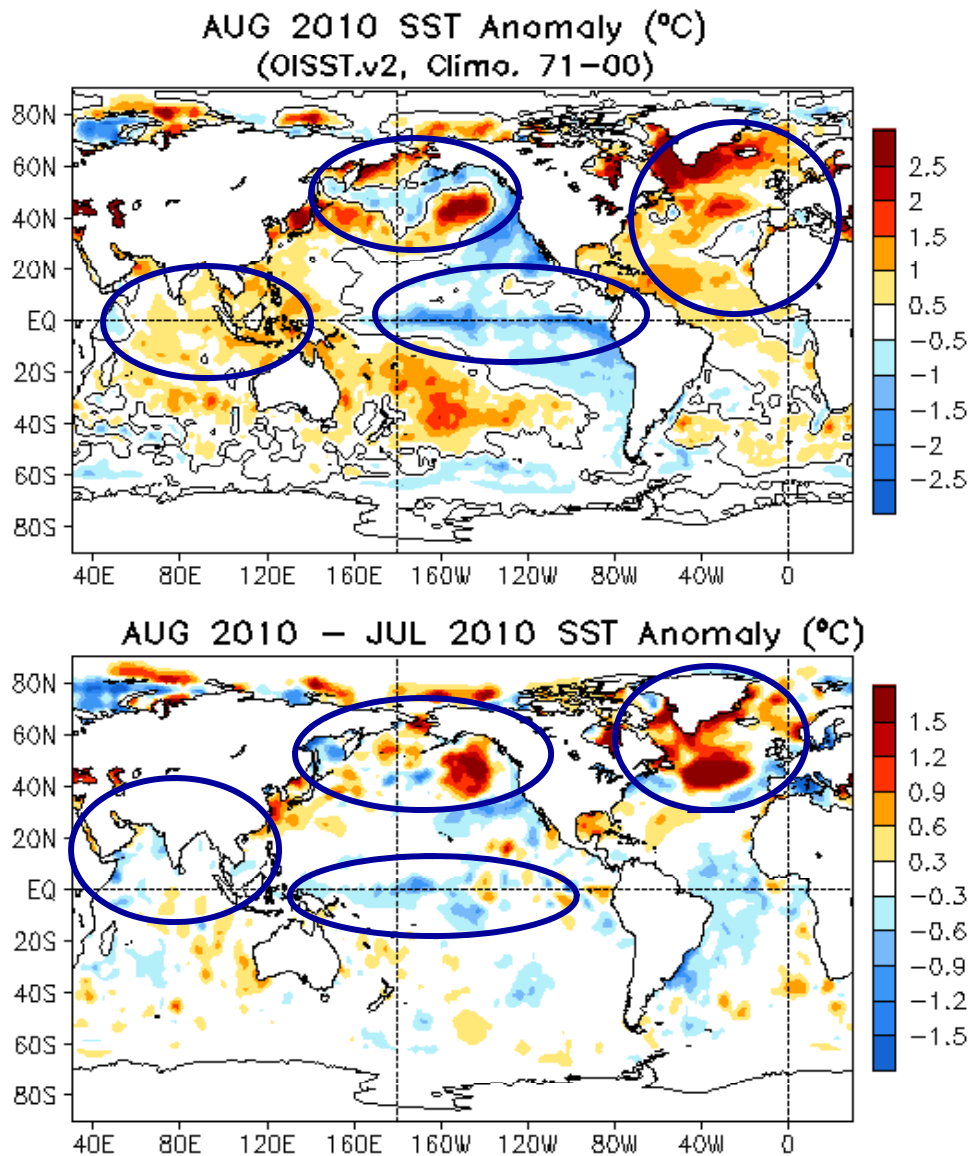 AUG 2010 SST Anomaly (ºC)
(OISST.v2, Climo. 71-00)
80N
60N
40N
20N
EQ
20S
40S
60S
80S
40E 80E 120E 160E 160W 120W 80W 40W 0
2.5
2
1.5
1
0.5
-0.5
-1
-1.5
-2
-2.5
AUG 2010 - JUL 2010 SST Anomaly (ºC)
80N
60N
40N
20N
EQ
20S
40S
60S
80S
40E 80E 120E 160E 160W 120W 80W 40W 0
1.5
1.2
0.9
0.6
0.3
-0.3
-0.6
-0.9
-1.2
-1.5